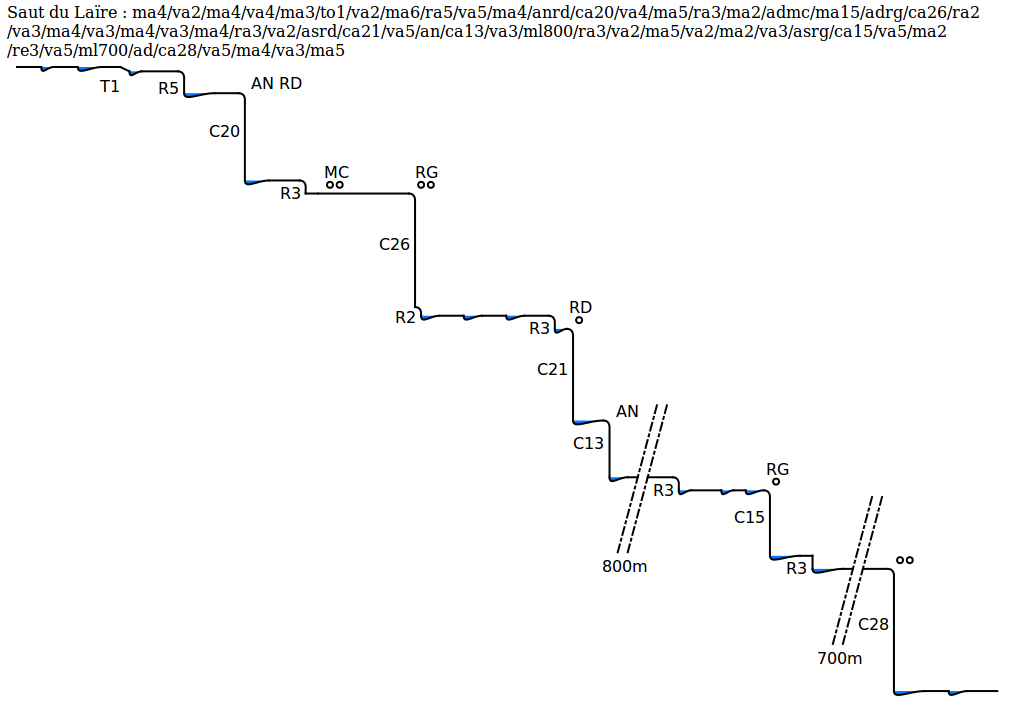 Saut du Laïre : ma4/va2/ma4/va4/ma3/to1/va2/ma6/ra5/va5/ma4/anrd/ca20/va4/ma5/ra3/ma2/admc/ma15/adrg/ca26/ra2
/va3/ma4/va3/ma4/va3/ma4/ra3/va2/asrd/ca21/va5/an/ca13/va3/ml800/ra3/va2/ma5/va2/ma2/va3/asrg/ca15/va5/ma2
/re3/va5/ml700/ad/ca28/va5/ma4/va3/ma5
T1
R5
AN RD
C20
R3
MC
RG
C26
R2
R3
RD
C21
AN
C13
800m
R3
RG
C15
R3
700m
C28